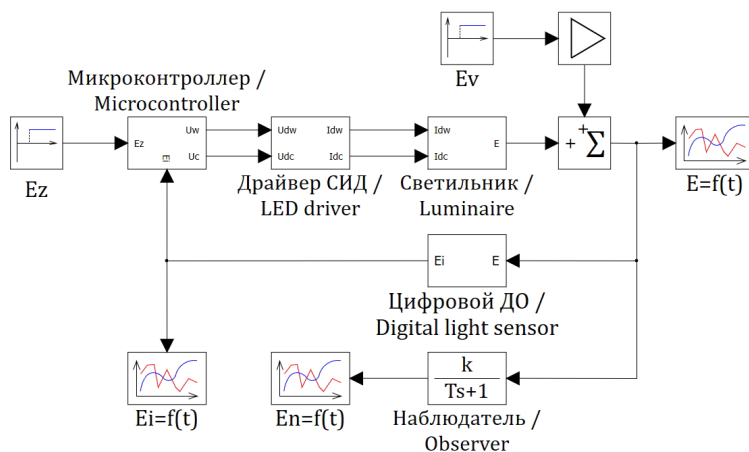 Ev
Микроконтроллер /
Microcontroller
Ez
Ez
Uw
Uc
Ei
Udw
Udc
Idw
Idc
Idw
Idc
E
+
+
Σ
E=f(t)
Драйвер СИД /
LED driver
Светильник /
Luminaire
Ei
E
Цифровой ДО /
Digital light sensor
Ei=f(t)
En=f(t)
k
Ts+1
Наблюдатель /
Observer